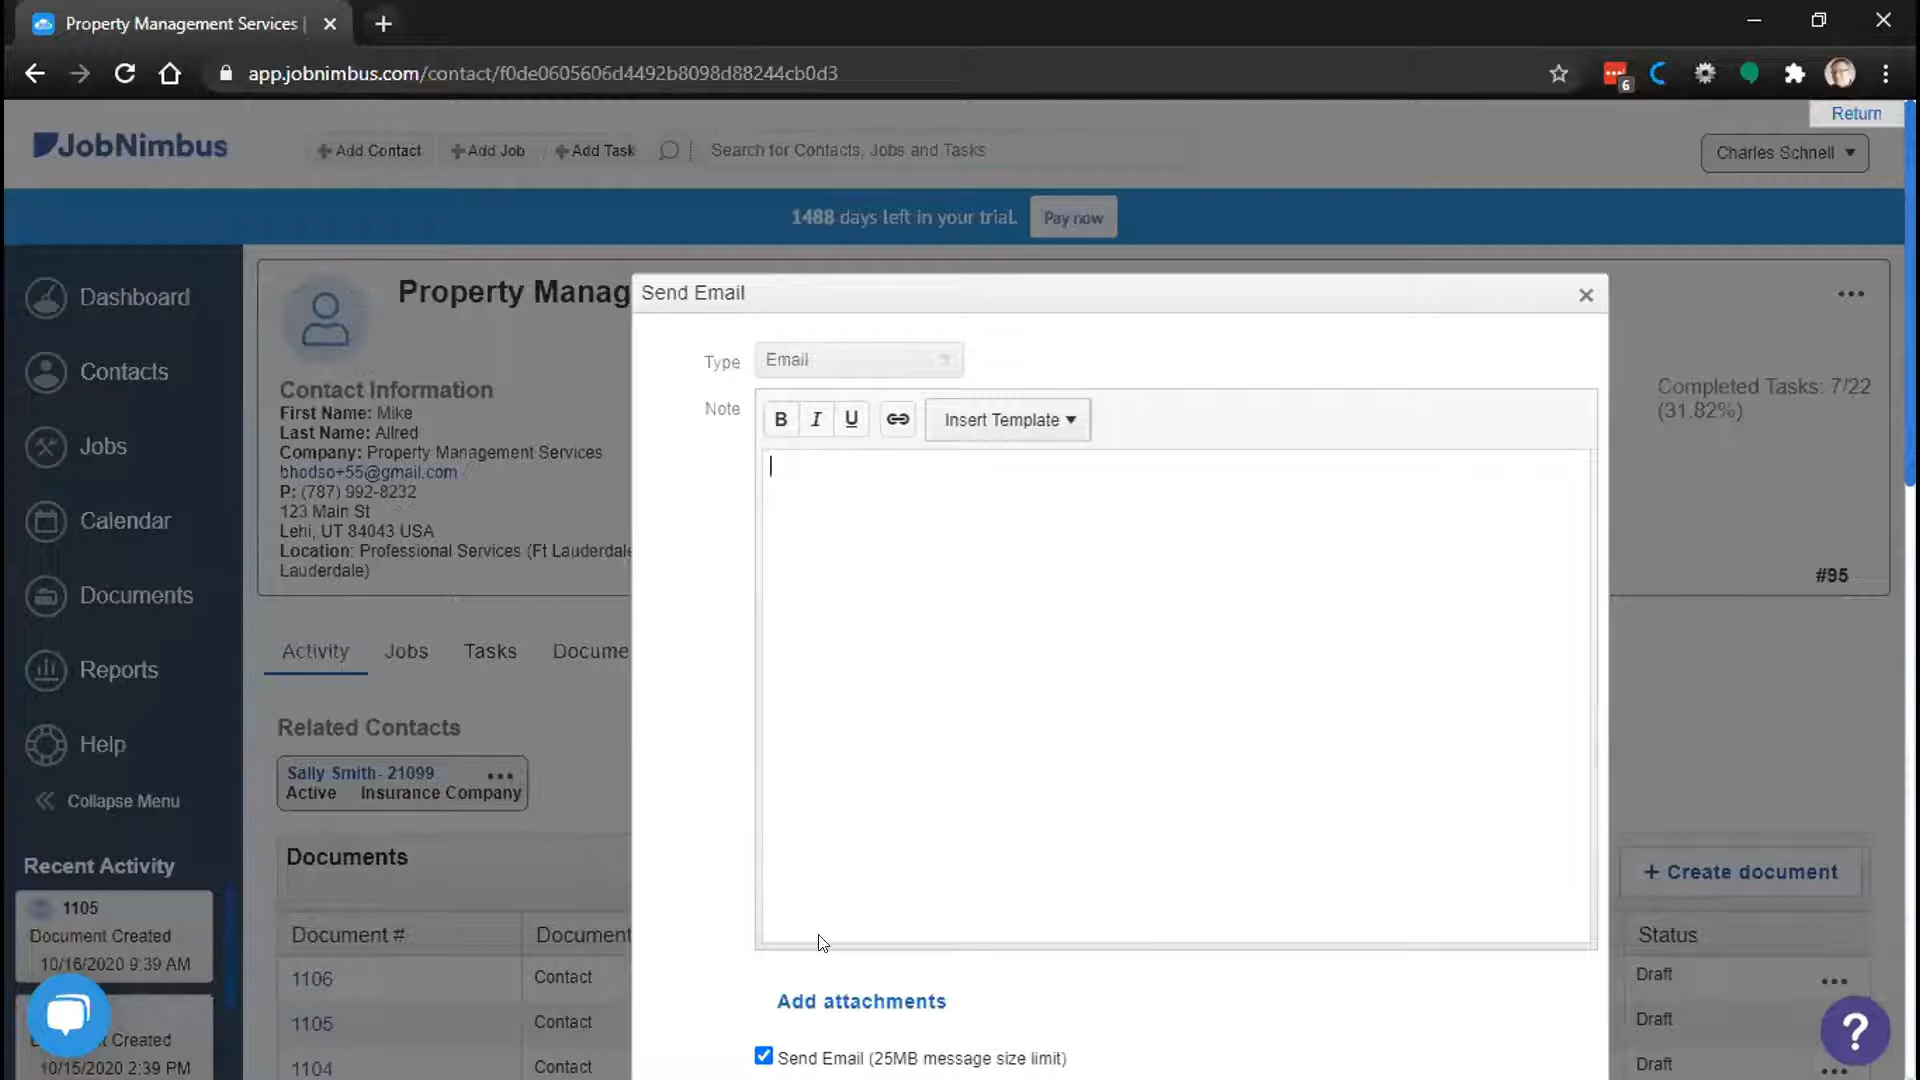 Property Management Services |
app.jobnimbus.com/contact/f0de0605606d4492b8098d88244cb0d3
6
Return
JobNimbus
+ Add Contact
+ Add Job
+ Add Task
Search for Contacts, Jobs and Tasks
Charles Schnell
1488 days left in your trial.
Pay now
Dashboard
Contacts
Jobs
Calendar
Documents
Reports
Help
Collapse Menu
Recent Activity
1105
Document Created
10/16/2020 9:39 AM
Created
10/15/2020 2:39 PM
Property Manag
Contact Information
First Name: Mike
Last Name: Allred
Company: Property Management Services
bhodso+55@gmail.com
P: (787) 992-8232
123 Main St
Lehi, UT 84043 USA
Location: Professional Services (Ft Lauderdale
Lauderdale)
Completed Tasks: 7/22
(31.82%)
#95
Activity
Jobs
Tasks
Docume
Related Contacts
Sally Smith- 21099
Active Insurance Company
Documents
+ Create document
Document #
Document
Status
1106
Contact
Draft
1105
Contact
Draft
1104
Contact
Draft
Send Email
Type
Email
Note
B I U
Insert Template
Add attachments
Send Email (25MB message size limit)
?